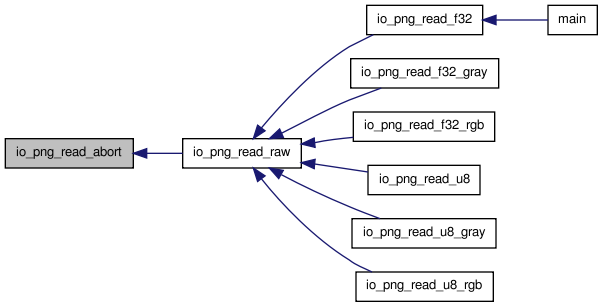 io_png_read_f32
main
io_png_read_f32_gray
io_png_read_f32_rgb
io_png_read_abort
io_png_read_raw
io_png_read_u8
io_png_read_u8_gray
io_png_read_u8_rgb